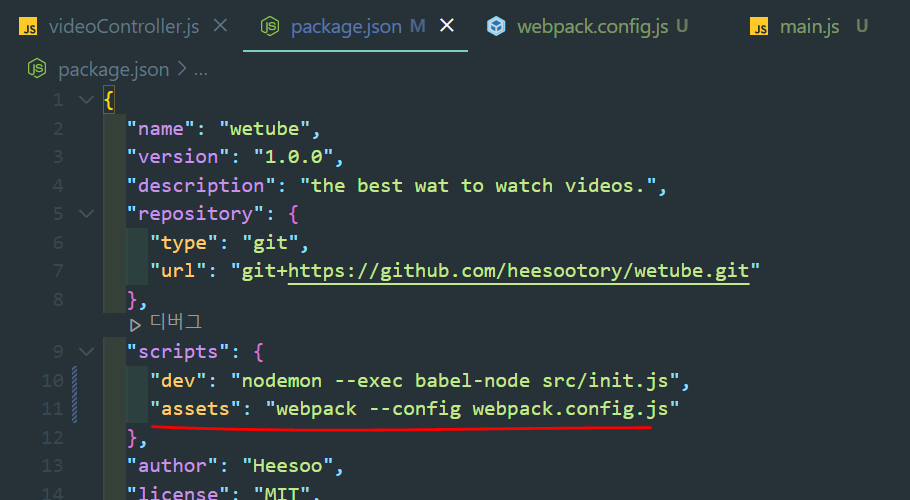 JS videoController.js × package.json M × webpack.config.js U JS main.js U
package.json > ...
1 {
2 "name": "wetube",
3 "version": "1.0.0",
4 "description": "the best wat to watch videos.",
5 "repository": {
6 "type": "git",
7 "url": "git+https://github.com/heesootory/wetube.git"
8 },
디버그
9 "scripts": {
10 "dev": "nodemon --exec babel-node src/init.js",
11 "assets": "webpack --config webpack.config.js"
12 },
13 "author": "Heesoo",
14 "license": "MIT",